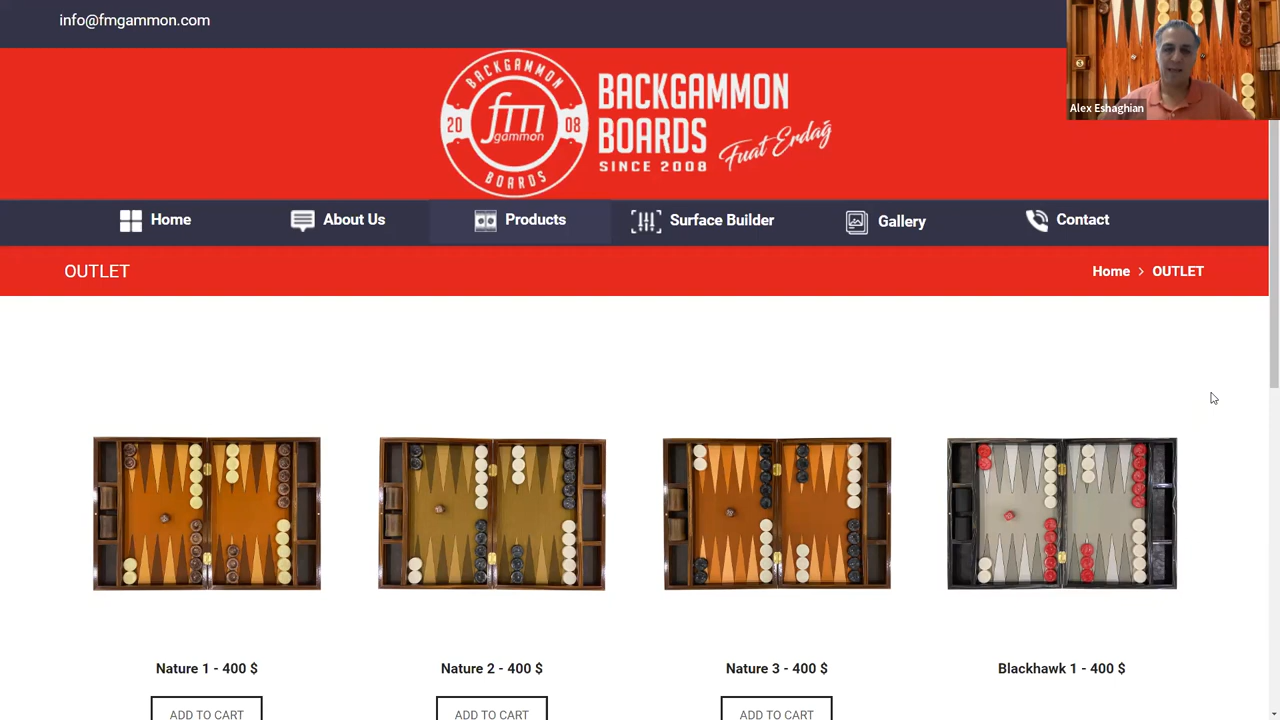 info@fmgammon.com
Alex Eshaghian
BACKGAMMON
20 fm 08
gammon
BOARDS
BACKGAMMON
BOARDS
SINCE 2008
Fuat Erdağ
Home
About Us
Products
Surface Builder
Gallery
Contact
OUTLET
Home > OUTLET
Nature 1 - 400 $
Nature 2 - 400 $
Nature 3 - 400 $
Blackhawk 1 - 400 $
ADD TO CART
ADD TO CART
ADD TO CART